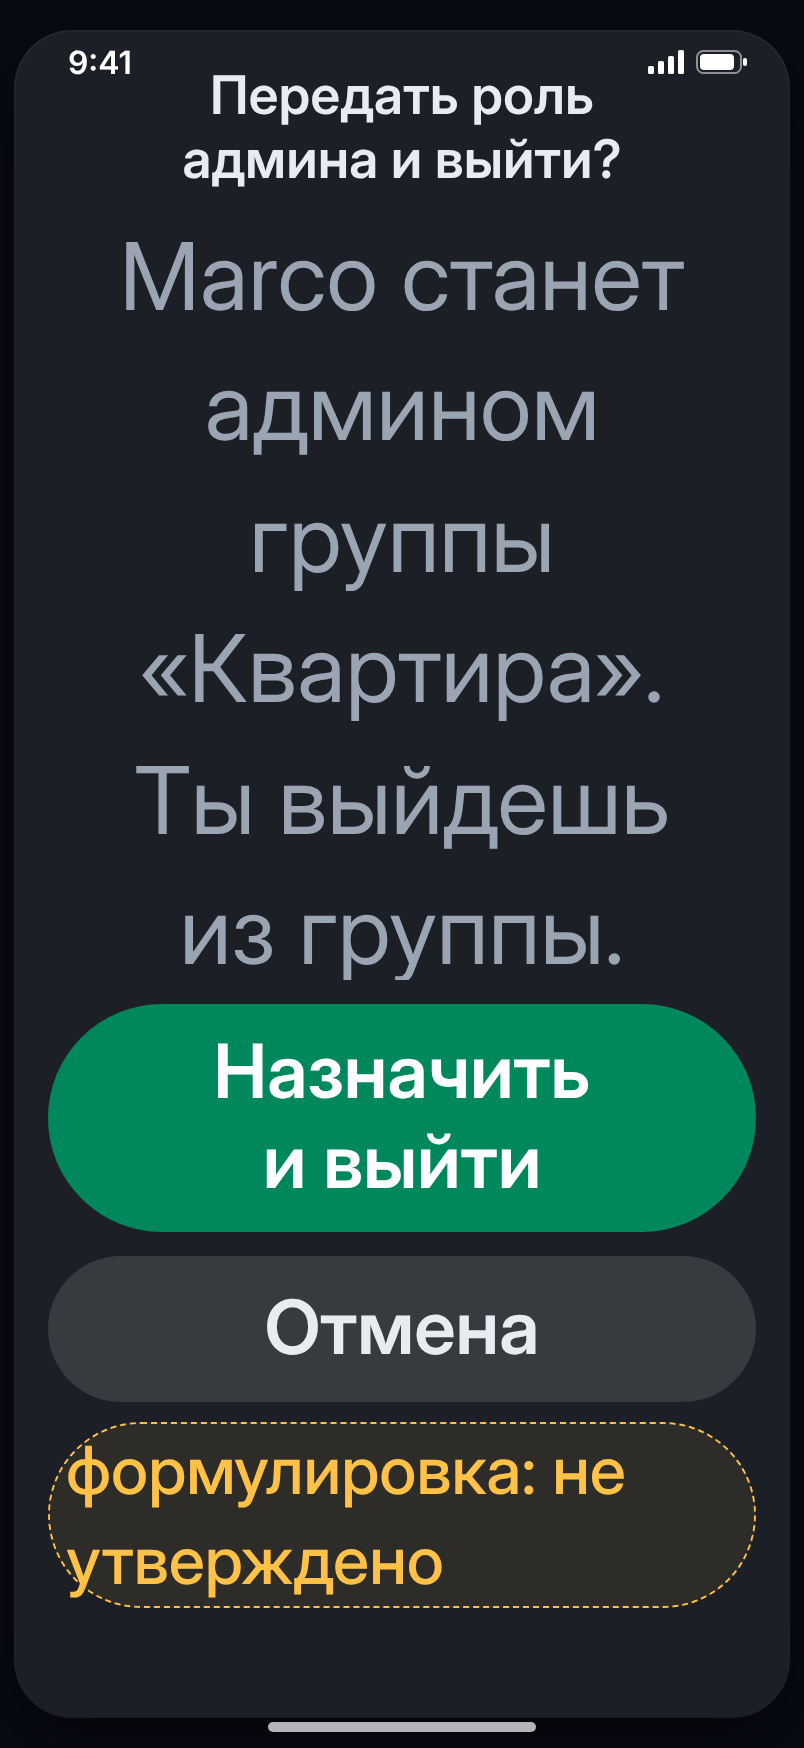 9:41
Передать роль
админа и выйти?
Marco станет
админом
группы
«Квартира».
Ты выйдешь
из группы.
Назначить
и выйти
Отмена
формулировка: не
утверждено